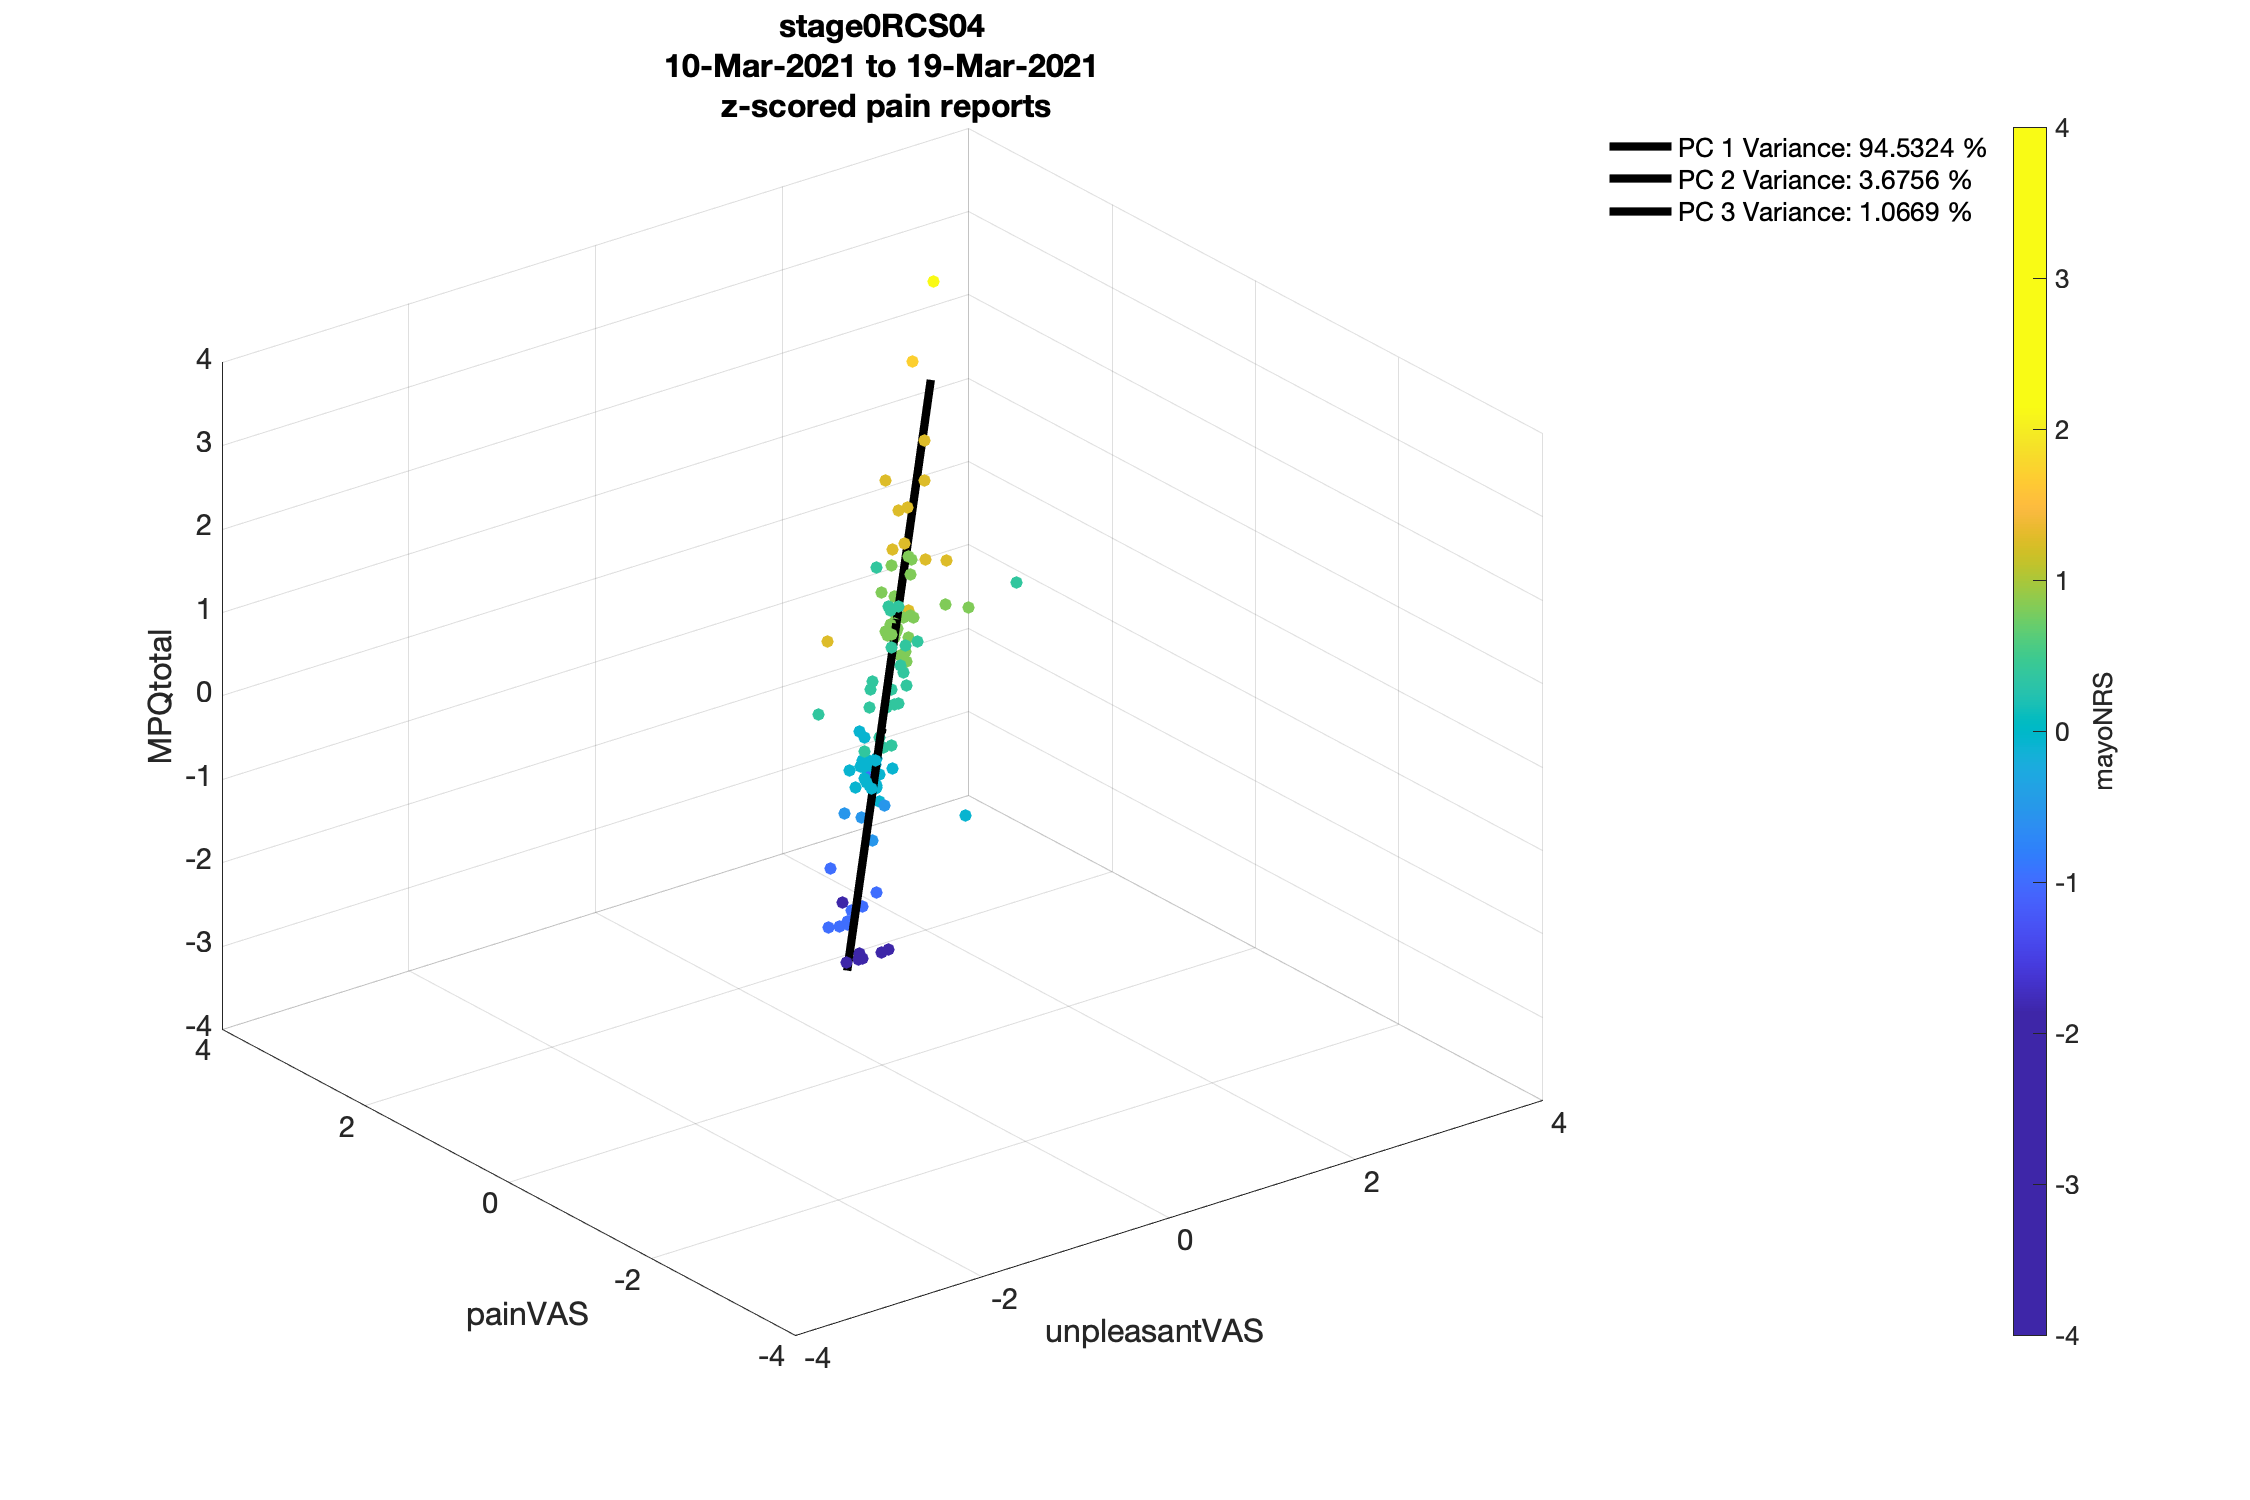 stage0RCS04
10-Mar-2021 to 19-Mar-2021
z-scored pain reports
PC 1 Variance: 94.5324 %
PC 2 Variance: 3.6756 %
PC 3 Variance: 1.0669 %
4
3
2
1
0
-1
-2
-3
-4
mayoNRS
4
3
2
1
0
-1
-2
-3
-4
MPQtotal
4
2
0
-2
-4
painVAS
-4
-2
0
2
4
unpleasantVAS